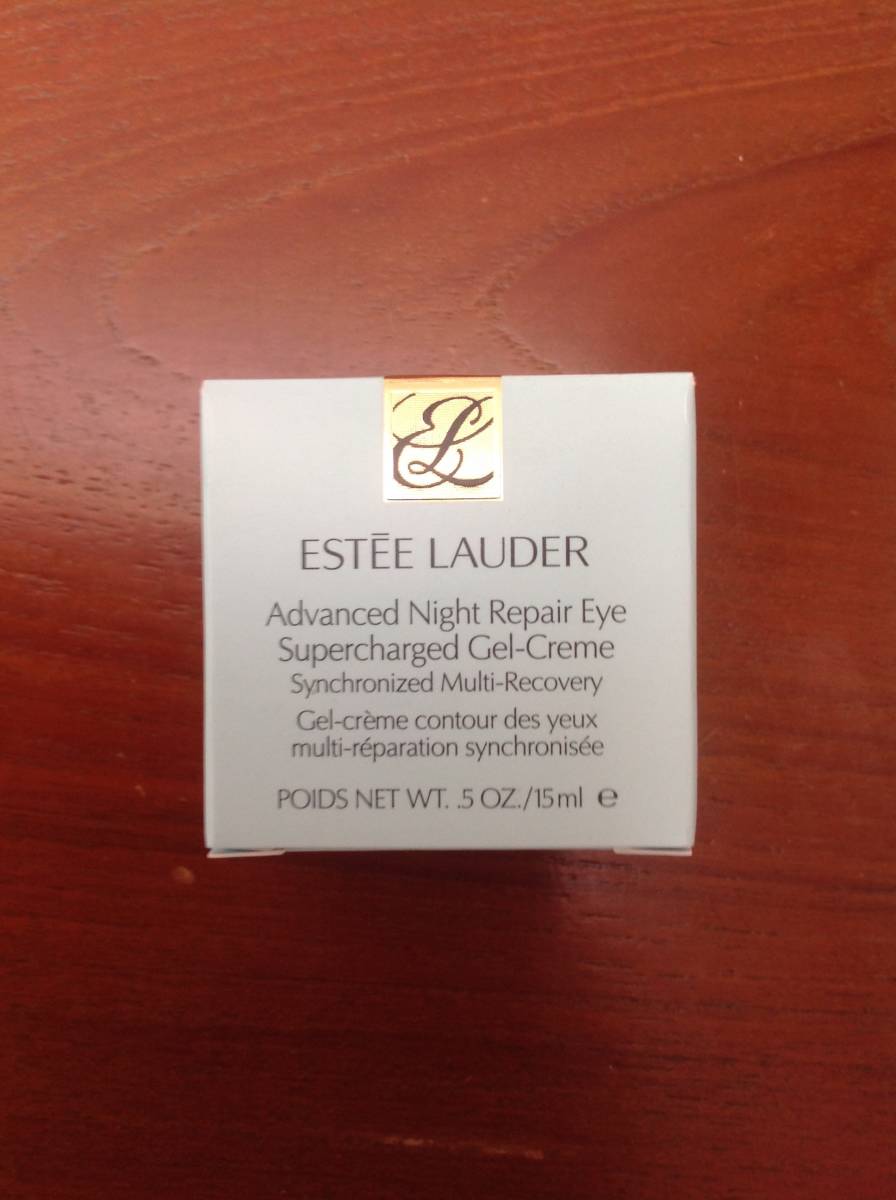 EL
ESTĒE LAUDER
Advanced Night Repair Eye
Supercharged Gel-Creme
Synchronized Multi-Recovery
Gel-crème contour des yeux
multi-réparation synchronisée
POIDS NET WT. .5 OZ./15ml ℮